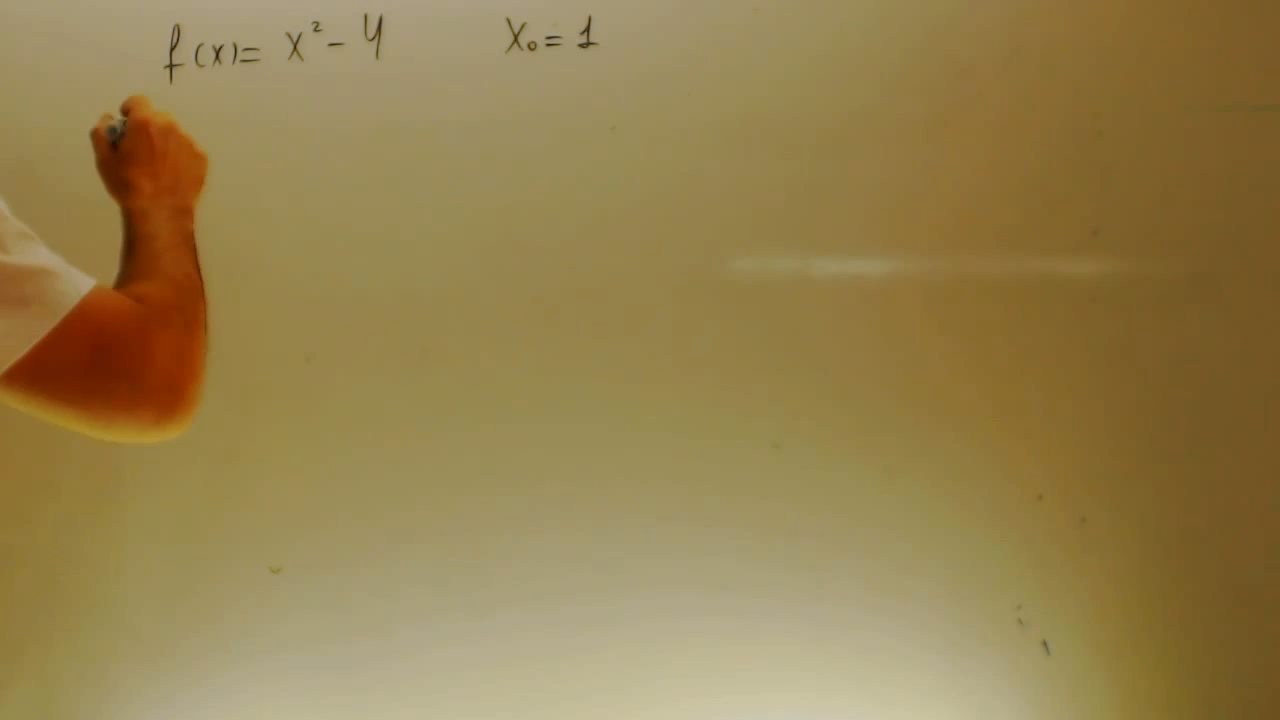 f(x) = x² - 4 x₀ = 1